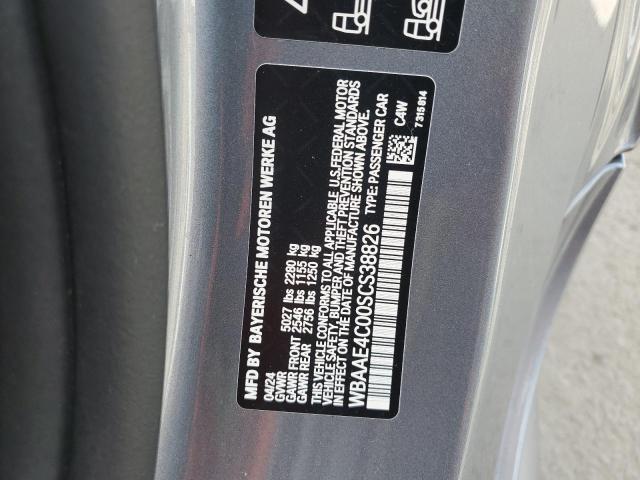 MFD BY BAYERISCHE MOTOREN WERKE AG
04/24
GVWR 5027 lbs 2280 kg
GAWR FRONT 2546 lbs 1155 kg
GAWR REAR 2756 lbs 1250 kg
THIS VEHICLE CONFORMS TO ALL APPLICABLE U.S. FEDERAL MOTOR
VEHICLE SAFETY, BUMPER AND THEFT PREVENTION STANDARDS
IN EFFECT ON THE DATE OF MANUFACTURE SHOWN ABOVE.
WBAAE4C00SCS38826 TYPE: PASSENGER CAR
C4W
7 315 814